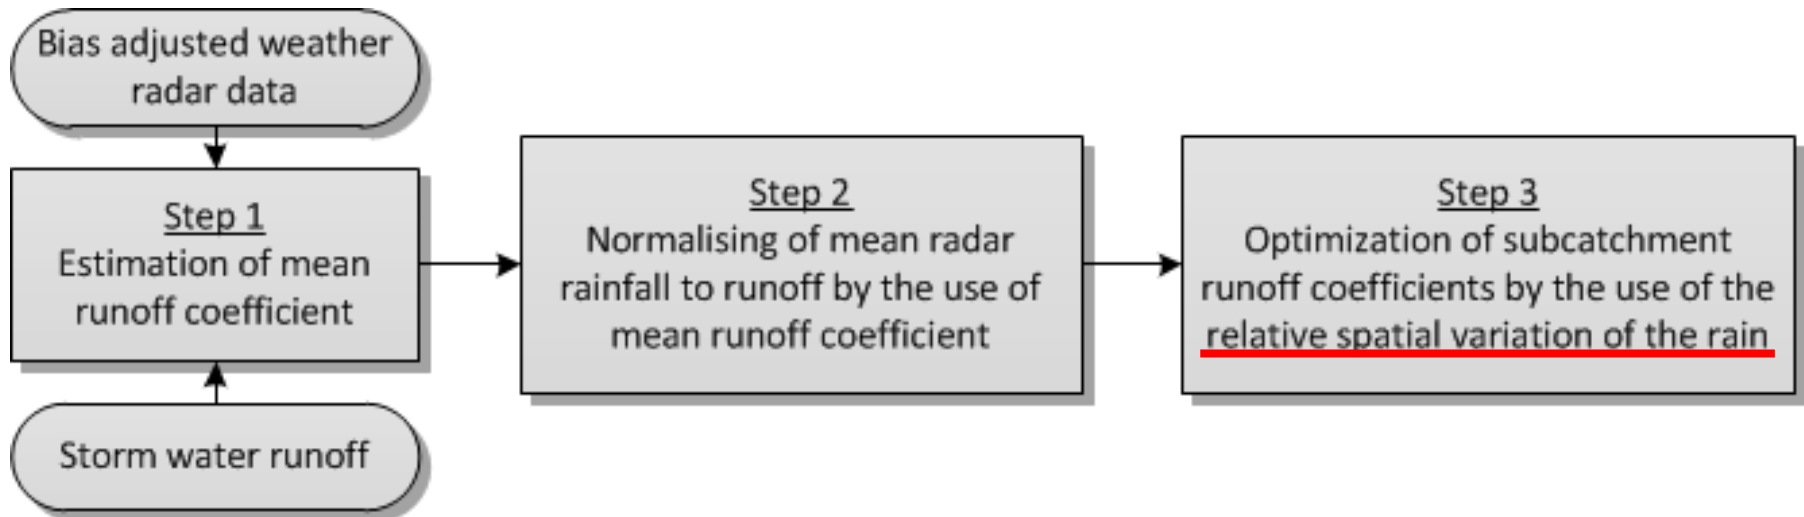 Bias adjusted weather
radar data
Step 1
Estimation of mean
runoff coefficient
Storm water runoff
Step 2
Normalising of mean radar
rainfall to runoff by the use of
mean runoff coefficient
Step 3
Optimization of subcatchment
runoff coefficients by the use of the
relative spatial variation of the rain